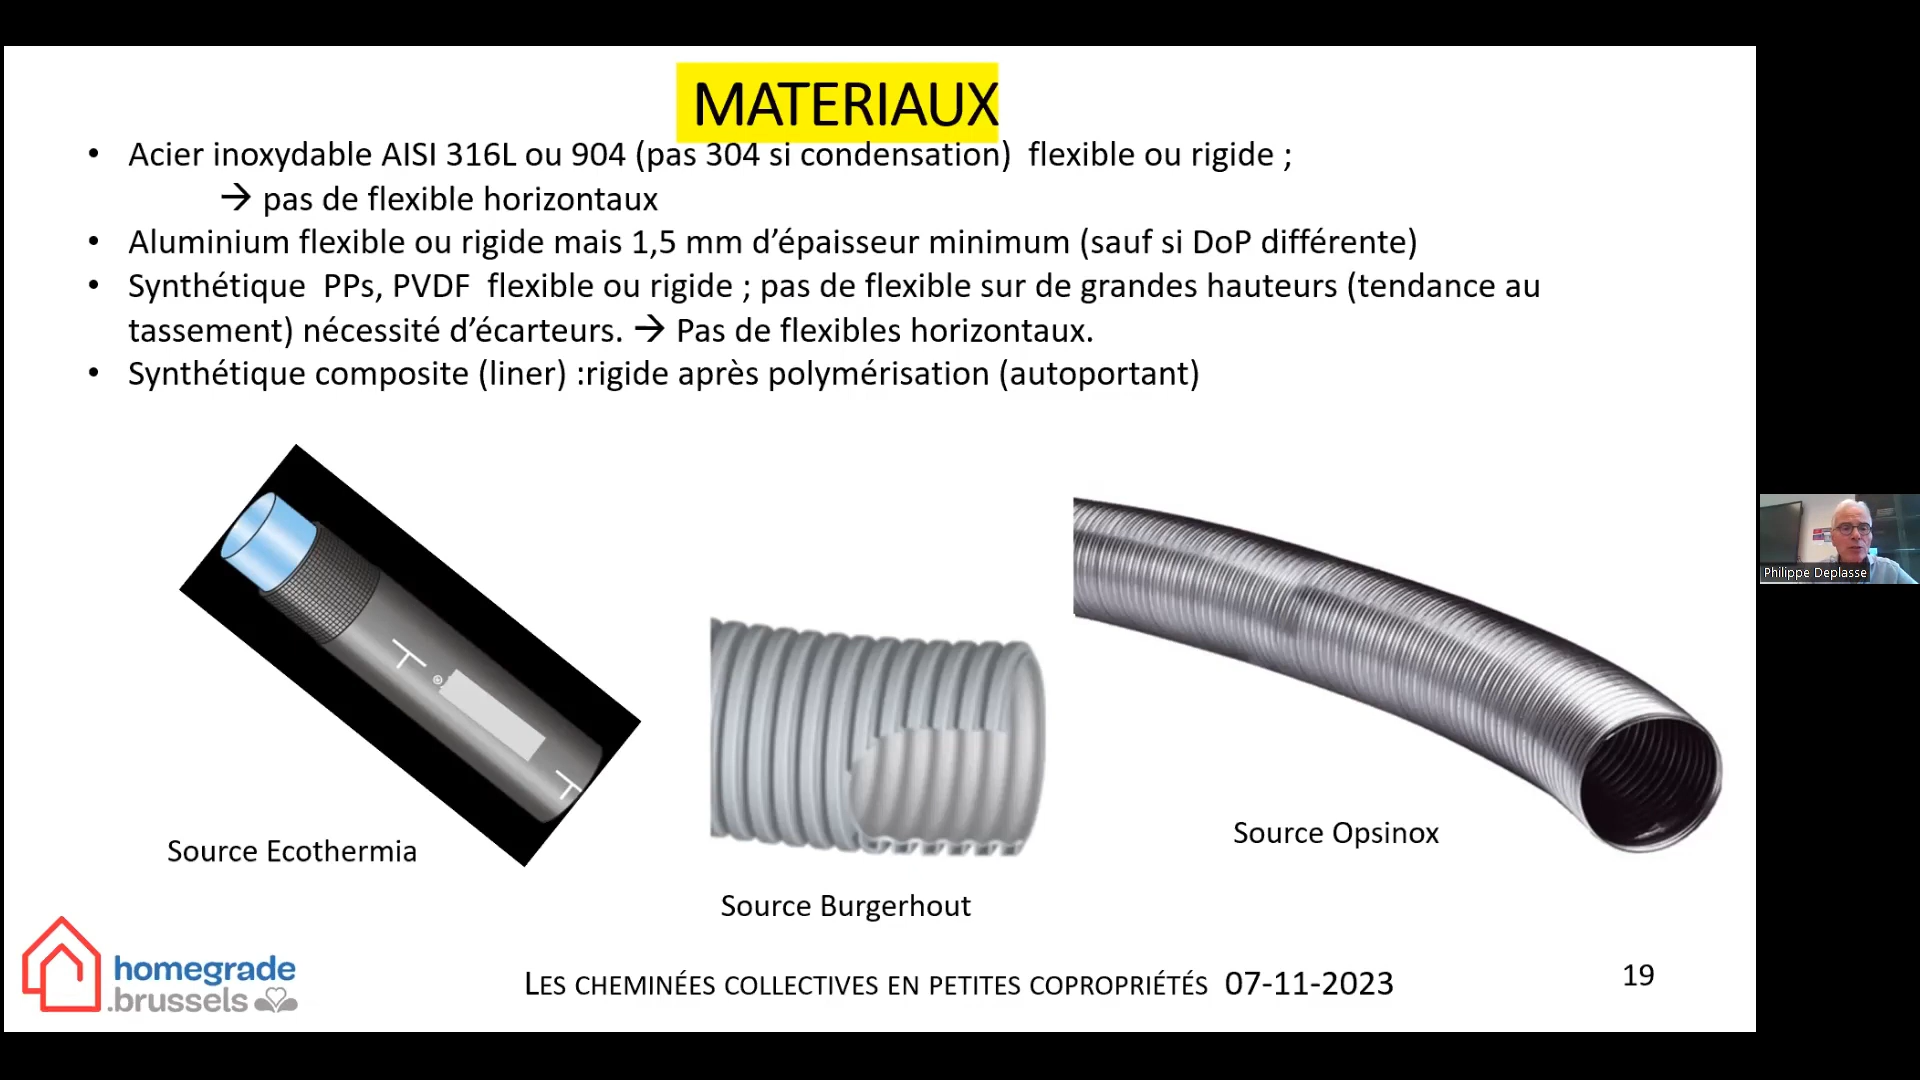 MATERIAUX
• Acier inoxydable AISI 316L ou 904 (pas 304 si condensation) flexible ou rigide ;
→ pas de flexible horizontaux
• Aluminium flexible ou rigide mais 1,5 mm d’épaisseur minimum (sauf si DoP différente)
• Synthétique PPs, PVDF flexible ou rigide ; pas de flexible sur de grandes hauteurs (tendance au
tassement) nécessité d’écarteurs. → Pas de flexibles horizontaux.
• Synthétique composite (liner) :rigide après polymérisation (autoportant)
Philippe Deplasse
Source Opsinox
Source Ecothermia
Source Burgerhout
homegrade
.brussels
LES CHEMINÉES COLLECTIVES EN PETITES COPROPRIÉTÉS 07-11-2023
19